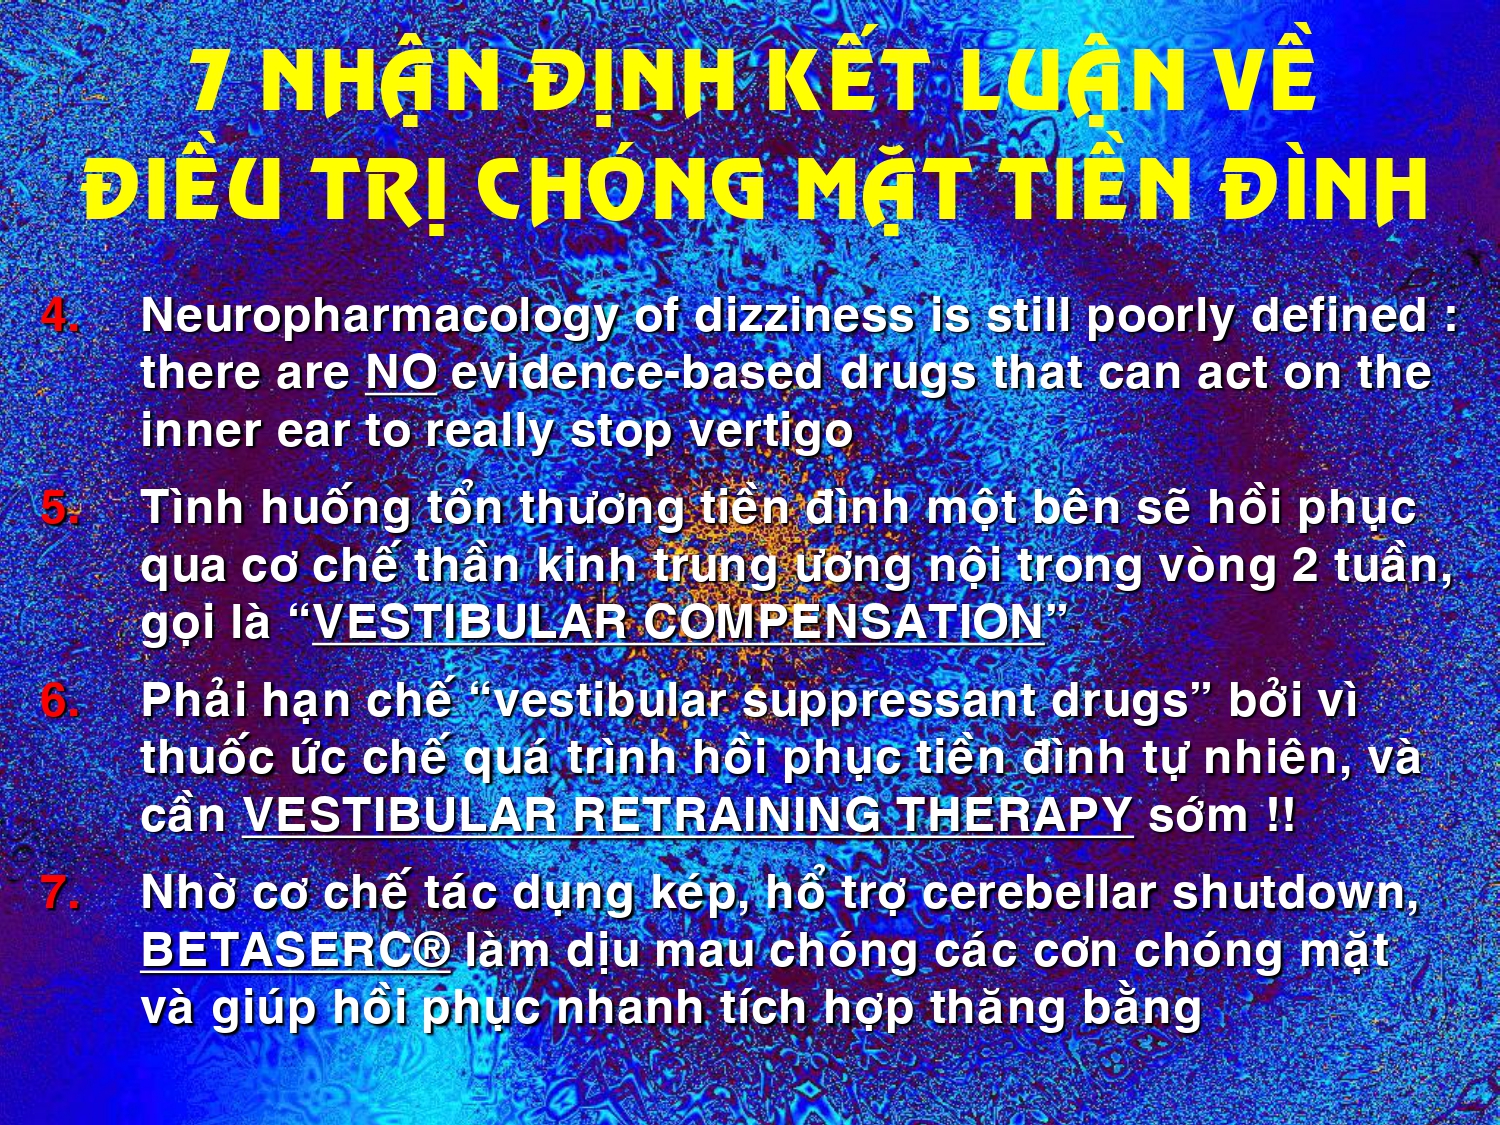 7 NHẬN ĐỊNH KẾT LUẬN VỀ
ĐIỀU TRỊ CHÓNG MẶT TIỀN ĐÌNH
4. Neuropharmacology of dizziness is still poorly defined :
there are NO evidence-based drugs that can act on the
inner ear to really stop vertigo
5. Tình huống tổn thương tiền đình một bên sẽ hồi phục
qua cơ chế thần kinh trung ương nội trong vòng 2 tuần,
gọi là “VESTIBULAR COMPENSATION”
6. Phải hạn chế “vestibular suppressant drugs” bởi vì
thuốc ức chế quá trình hồi phục tiền đình tự nhiên, và
cần VESTIBULAR RETRAINING THERAPY sớm !!
7. Nhờ cơ chế tác dụng kép, hổ trợ cerebellar shutdown,
BETASERC® làm dịu mau chóng các cơn chóng mặt
và giúp hồi phục nhanh tích hợp thăng bằng